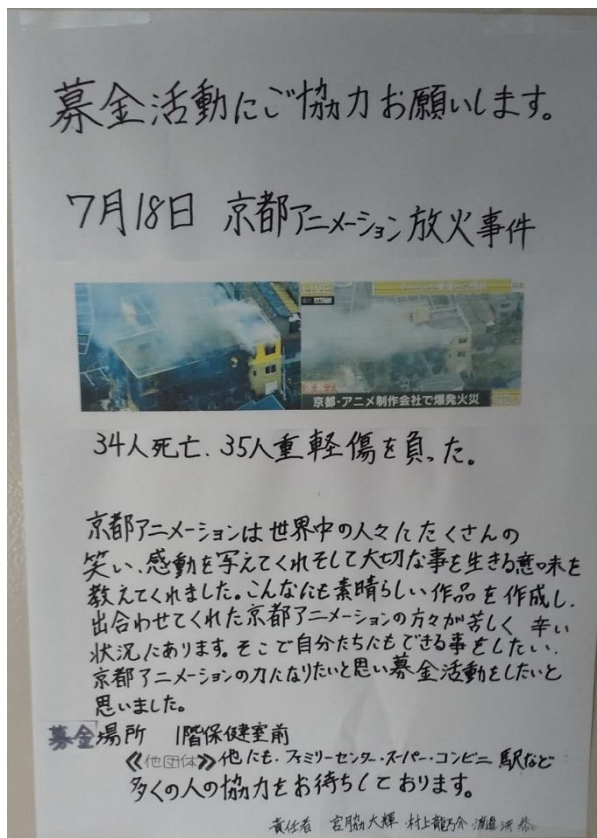 募金活動にご協力お願いします。
7月18日 京都アニメーション放火事件
京都・アニメ制作会社で爆発火災
34人死亡、35人重軽傷を負った。
京都アニメーションは世界中の人々にたくさんの
笑い、感動を写えてくれそして大切な事を生きる意味を
教えてくれました。こんなにも素晴らしい作品を作成し、
出合わせてくれた京都アニメーションの方々が苦しく 辛い
状況にあります。そこで自分たちにもできる事をしたい、
京都アニメーションの力になりたいと思い募金活動をしたいと
思いました。
募金場所 1階保健室前
《他団体》他にも、ファミリーセンター・スーパー・コンビニ 駅など
多くの人の協力をお待ちしております。
責任者 宮脇大輝 村上龍乃介